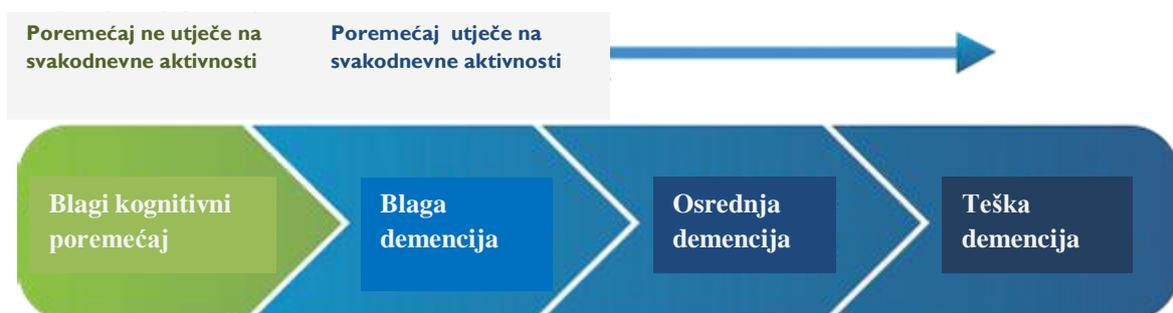 Poremećaj ne utječe na
svakodnevne aktivnosti
Poremećaj utječe na
svakodnevne aktivnosti
Blagi kognitivni
poremećaj
Blaga
demencija
Osrednja
demencija
Teška
demencija